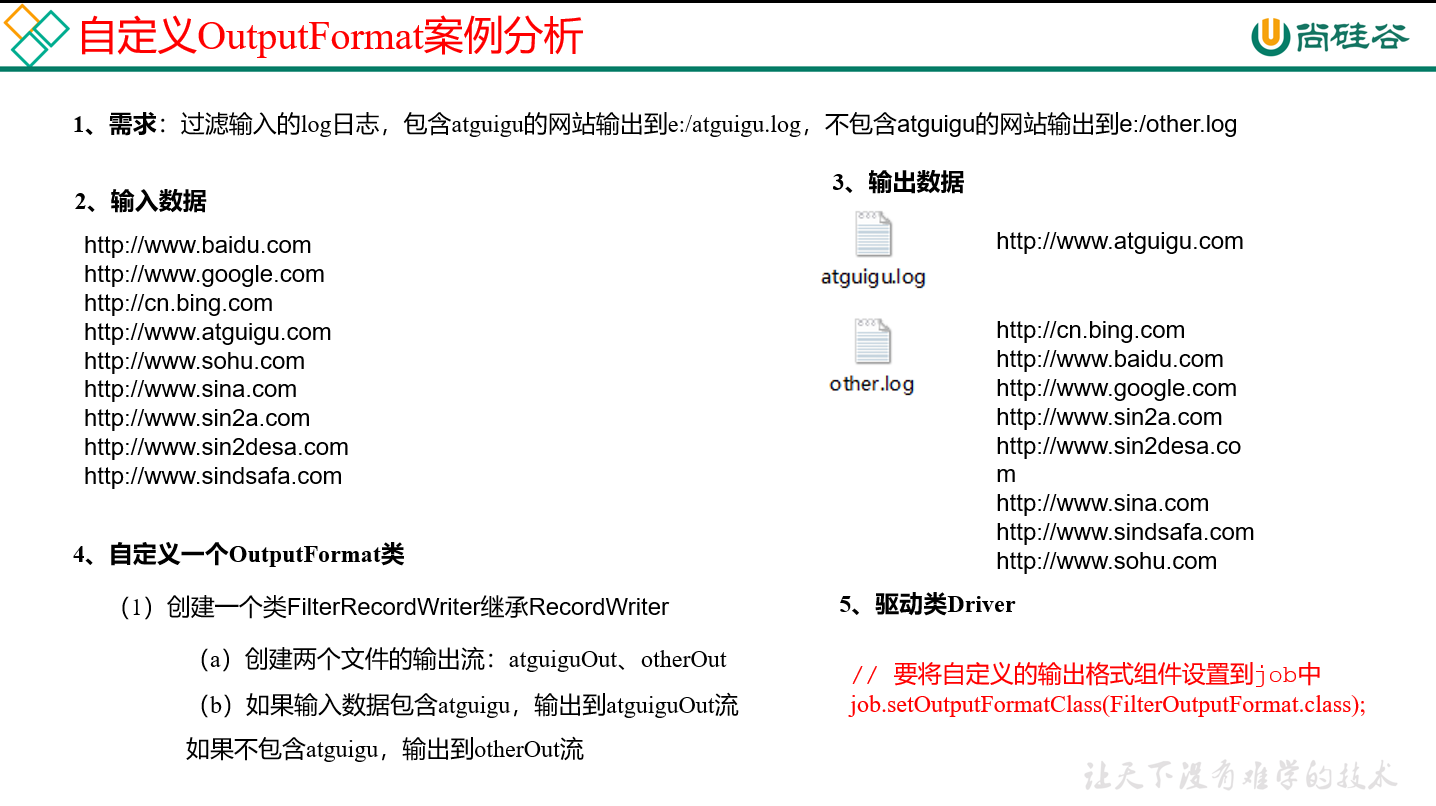 自定义OutputFormat案例分析
尚硅谷
1、需求：过滤输入的log日志，包含atguigu的网站输出到e:/atguigu.log，不包含atguigu的网站输出到e:/other.log
2、输入数据
http://www.baidu.com
http://www.google.com
http://cn.bing.com
http://www.atguigu.com
http://www.sohu.com
http://www.sina.com
http://www.sin2a.com
http://www.sin2desa.com
http://www.sindsafa.com
3、输出数据
atguigu.log
http://www.atguigu.com
other.log
http://cn.bing.com
http://www.baidu.com
http://www.google.com
http://www.sin2a.com
http://www.sin2desa.co
m
http://www.sina.com
http://www.sindsafa.com
http://www.sohu.com
4、自定义一个OutputFormat类
（1）创建一个类FilterRecordWriter继承RecordWriter
（a）创建两个文件的输出流：atguiguOut、otherOut
（b）如果输入数据包含atguigu，输出到atguiguOut流
如果不包含atguigu，输出到otherOut流
5、驱动类Driver
// 要将自定义的输出格式组件设置到job中
job.setOutputFormatClass(FilterOutputFormat.class);
让天下没有难学的技术